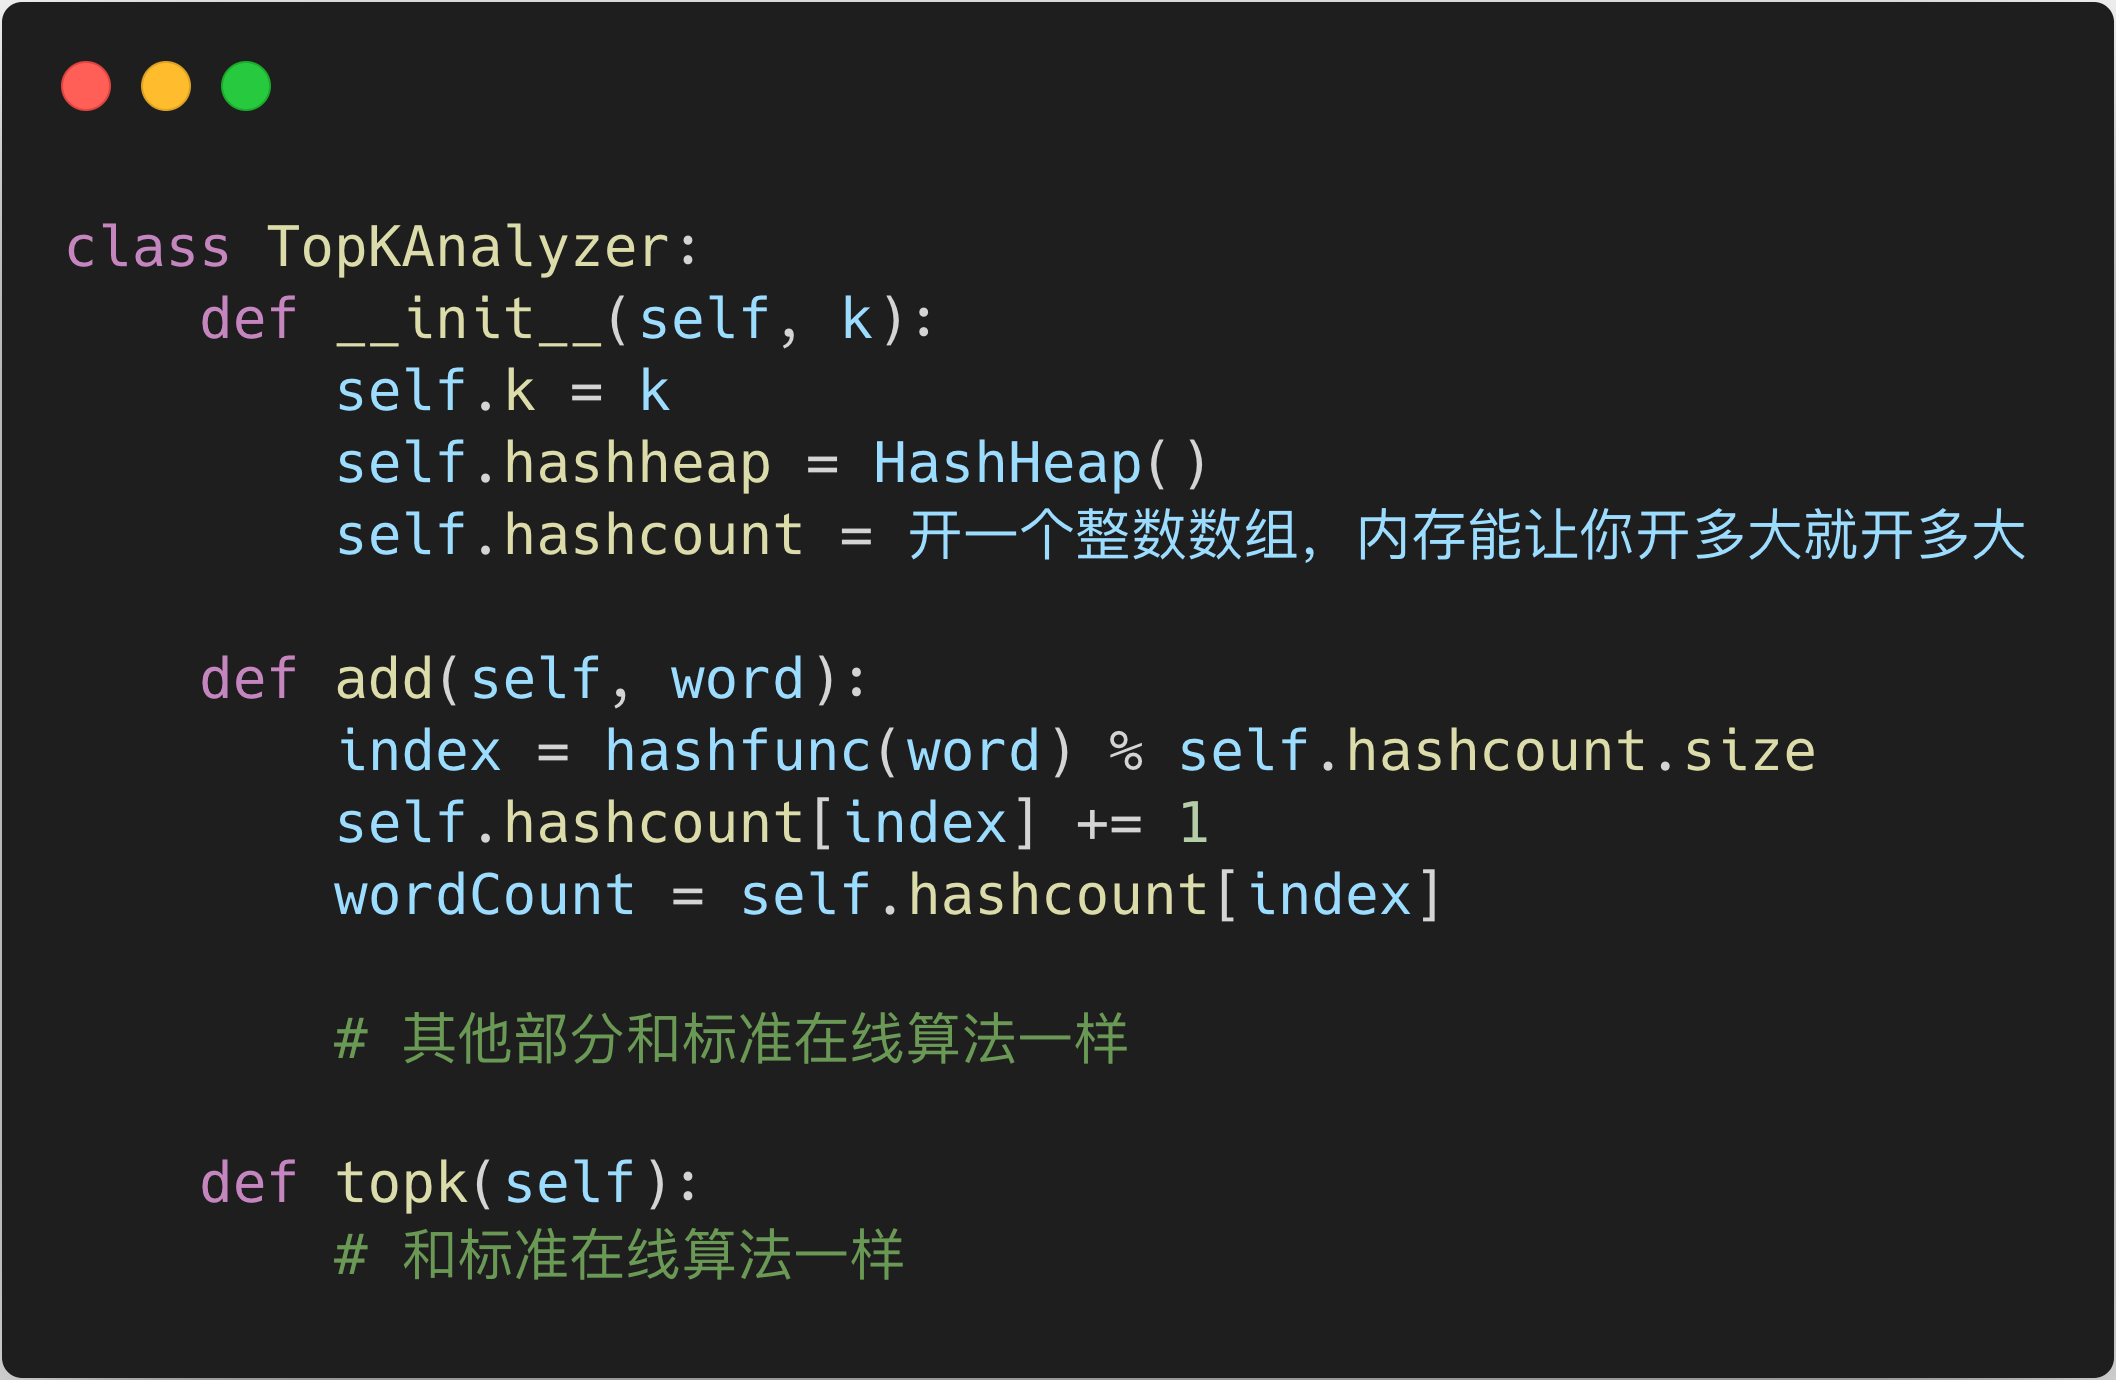 class TopKAnalyzer:
    def __init__(self, k):
        self.k = k
        self.hashheap = HashHeap()
        self.hashcount = 开一个整数数组，内存能让你开多大就开多大

    def add(self, word):
        index = hashfunc(word) % self.hashcount.size
        self.hashcount[index] += 1
        wordCount = self.hashcount[index]

        # 其他部分和标准在线算法一样

    def topk(self):
        # 和标准在线算法一样